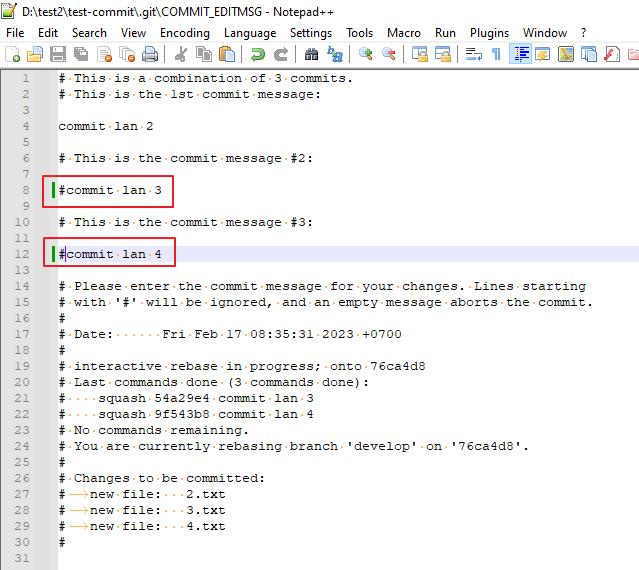 D:\test2\test-commit\.git\COMMIT_EDITMSG - Notepad++
File Edit Search View Encoding Language Settings Tools Macro Run Plugins Window ?
1 # This is a combination of 3 commits.
2 # This is the 1st commit message:
3
4 commit lan 2
5
6 # This is the commit message #2:
7
8 #commit lan 3
9
10 # This is the commit message #3:
11
12 #commit lan 4
13
14 # Please enter the commit message for your changes. Lines starting
15 # with '#' will be ignored, and an empty message aborts the commit.
16 #
17 # Date:      Fri Feb 17 08:35:31 2023 +0700
18 #
19 # interactive rebase in progress; onto 76ca4d8
20 # Last commands done (3 commands done):
21 #    squash 54a29e4 commit lan 3
22 #    squash 9f543b8 commit lan 4
23 # No commands remaining.
24 # You are currently rebasing branch 'develop' on '76ca4d8'.
25 #
26 # Changes to be committed:
27 #	new file:   2.txt
28 #	new file:   3.txt
29 #	new file:   4.txt
30 #
31